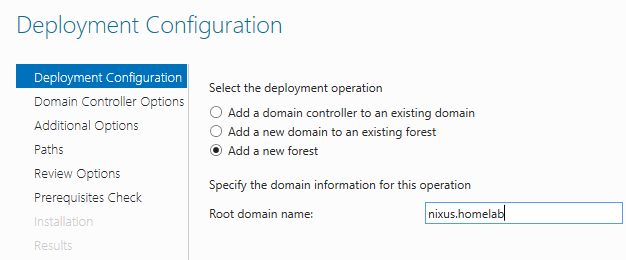 Deployment Configuration
Deployment Configuration
Domain Controller Options
Additional Options
Paths
Review Options
Prerequisites Check
Installation
Results
Select the deployment operation
Add a domain controller to an existing domain
Add a new domain to an existing forest
Add a new forest
Specify the domain information for this operation
Root domain name: nixus.homelab